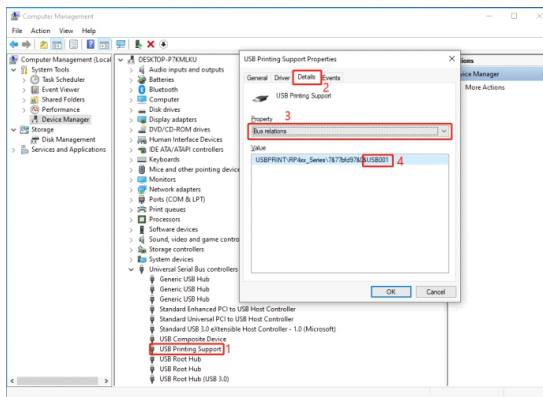 Computer Management
File Action View Help
Computer Management (Local
System Tools
Task Scheduler
Event Viewer
Shared Folders
Performance
Device Manager
Storage
Disk Management
Services and Applications
DESKTOP-P7KMLKU
Audio inputs and outputs
Batteries
Bluetooth
Computer
Disk drives
Display adapters
DVD/CD-ROM drives
Human Interface Devices
IDE ATA/ATAPI controllers
Keyboards
Mice and other pointing device
Monitors
Network adapters
Ports (COM & LPT)
Print queues
Processors
Software devices
Sound, video and game contro
Storage controllers
System devices
Universal Serial Bus controllers
Generic USB Hub
Generic USB Hub
Generic USB Hub
Standard Enhanced PCI to USB Host Controller
Standard Universal PCI to USB Host Controller
Standard USB 3.0 eXtensible Host Controller - 1.0 (Microsoft)
USB Composite Device
USB Printing Support 1
USB Root Hub
USB Root Hub
USB Root Hub (USB 3.0)
USB Printing Support Properties
General Driver Details Events
2
USB Printing Support
Property 3
Bus relations
Value
USBPRINT\RP4xx_Series\7&77bfd97&0&USB001 4
OK Cancel
ions
vice Manager
More Actions